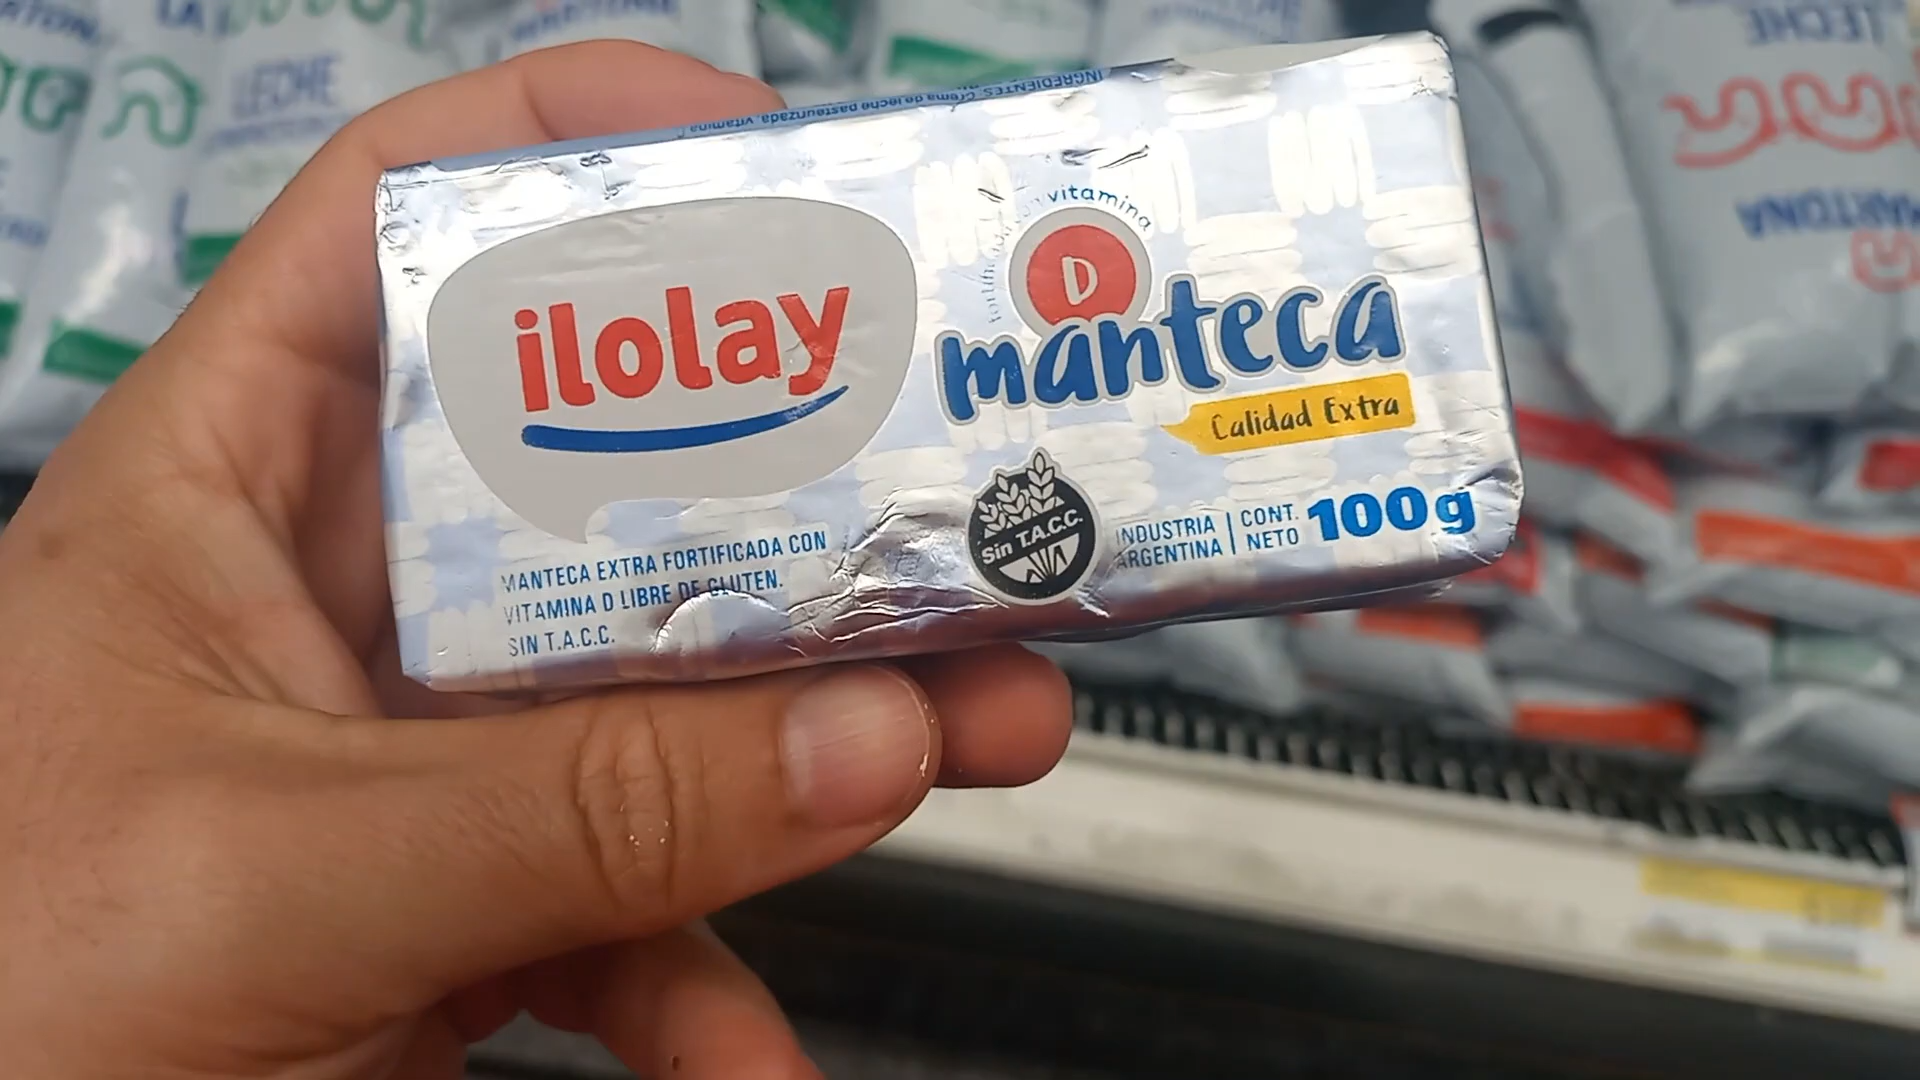 INGREDIENTES: Crema de leche pasteurizada, vitamina
ilolay
fortificada con vitamina
D
manteca
Calidad Extra
MANTECA EXTRA FORTIFICADA CON
VITAMINA D LIBRE DE GLUTEN.
SIN T.A.C.C.
Sin T.A.C.C.
INDUSTRIA
ARGENTINA
CONT.
NETO
100g
LECHE
LECHE
MARTONA